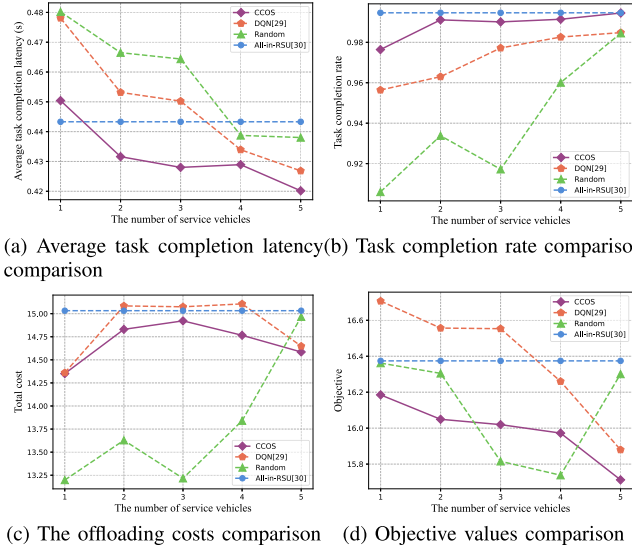 0.48
0.47
0.46
0.45
0.44
0.43
0.42
Average task completion latency (s)
CCOS
DQN[29]
Random
All-in-RSU[30]
1 2 3 4 5
The number of service vehicles
(a) Average task completion latency
comparison
0.98
0.96
0.94
0.92
Task completion rate
CCOS
DQN[29]
Random
All-in-RSU[30]
1 2 3 4 5
The number of service vehicles
(b) Task completion rate compariso
15.00
14.75
14.50
14.25
14.00
13.75
13.50
13.25
Total cost
CCOS
DQN[29]
Random
All-in-RSU[30]
1 2 3 4 5
The number of service vehicles
(c) The offloading costs comparison
16.6
16.4
16.2
16.0
15.8
Objective
CCOS
DQN[29]
Random
All-in-RSU[30]
1 2 3 4 5
The number of service vehicles
(d) Objective values comparison